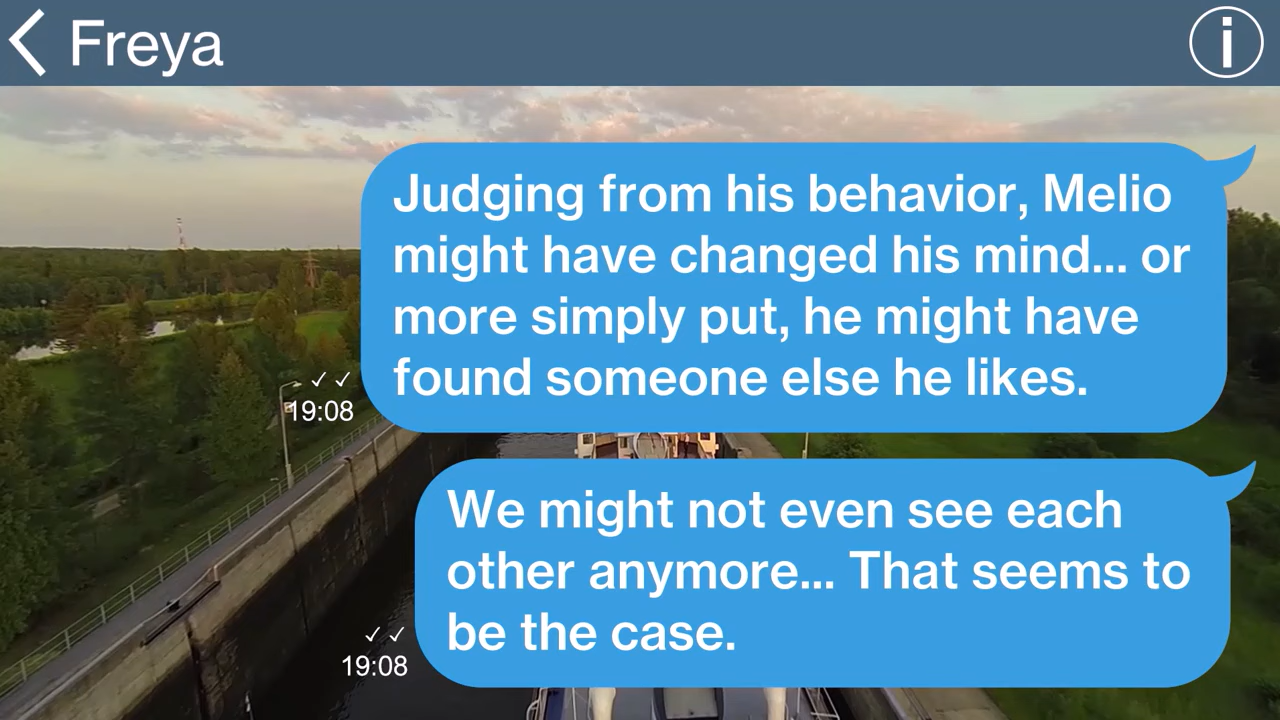 Freya
i
Judging from his behavior, Melio
might have changed his mind... or
more simply put, he might have
found someone else he likes.
✓ ✓
19:08
We might not even see each
other anymore... That seems to
be the case.
✓ ✓
19:08